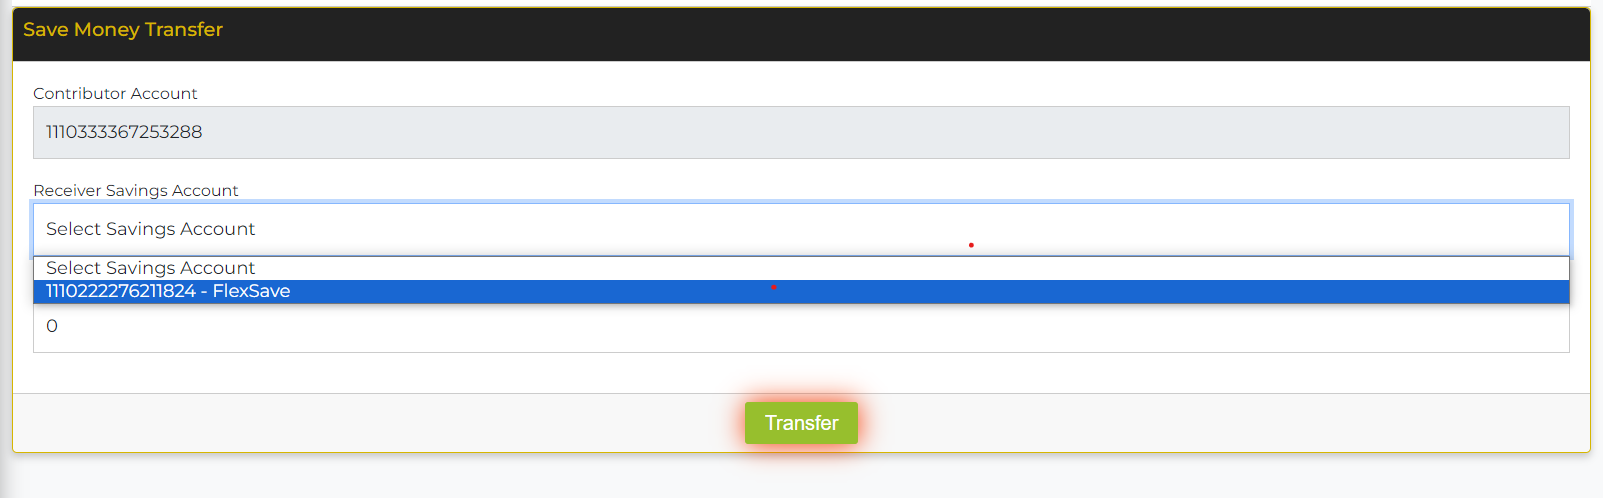 Save Money Transfer
Contributor Account
1110333367253288
Receiver Savings Account
Select Savings Account
Select Savings Account
1110222276211824 - FlexSave
0
Transfer